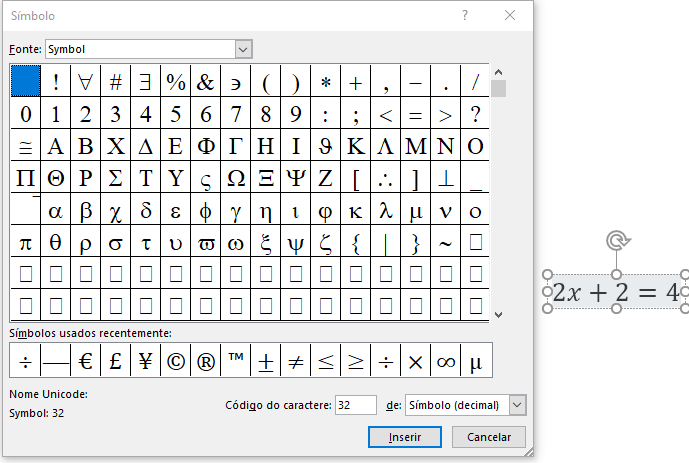 Símbolo ? ×
Fonte: Symbol
! ∀ # ∃ % & ∍ ( ) ∗ + , − . /
0 1 2 3 4 5 6 7 8 9 : ; < = > ?
≅ Α Β Χ Δ Ε Φ Γ Η Ι ϑ Κ Λ Μ Ν Ο
Π Θ Ρ Σ Τ Υ ς Ω Ξ Ψ Ζ [ ∴ ] ⊥ _
‾ α β χ δ ε ϕ γ η ι φ κ λ μ ν ο
π θ ρ σ τ υ ϖ ω ξ ψ ζ { | } ~ □
□ □ □ □ □ □ □ □ □ □ □ □ □ □ □ □
□ □ □ □ □ □ □ □ □ □ □ □ □ □ □ □
Símbolos usados recentemente:
÷ — € £ ¥ © ® ™ ± ≠ ≤ ≥ ÷ × ∞ µ
Nome Unicode:
Symbol: 32
Código do caractere: 32 de: Símbolo (decimal)
Inserir Cancelar
2x + 2 = 4